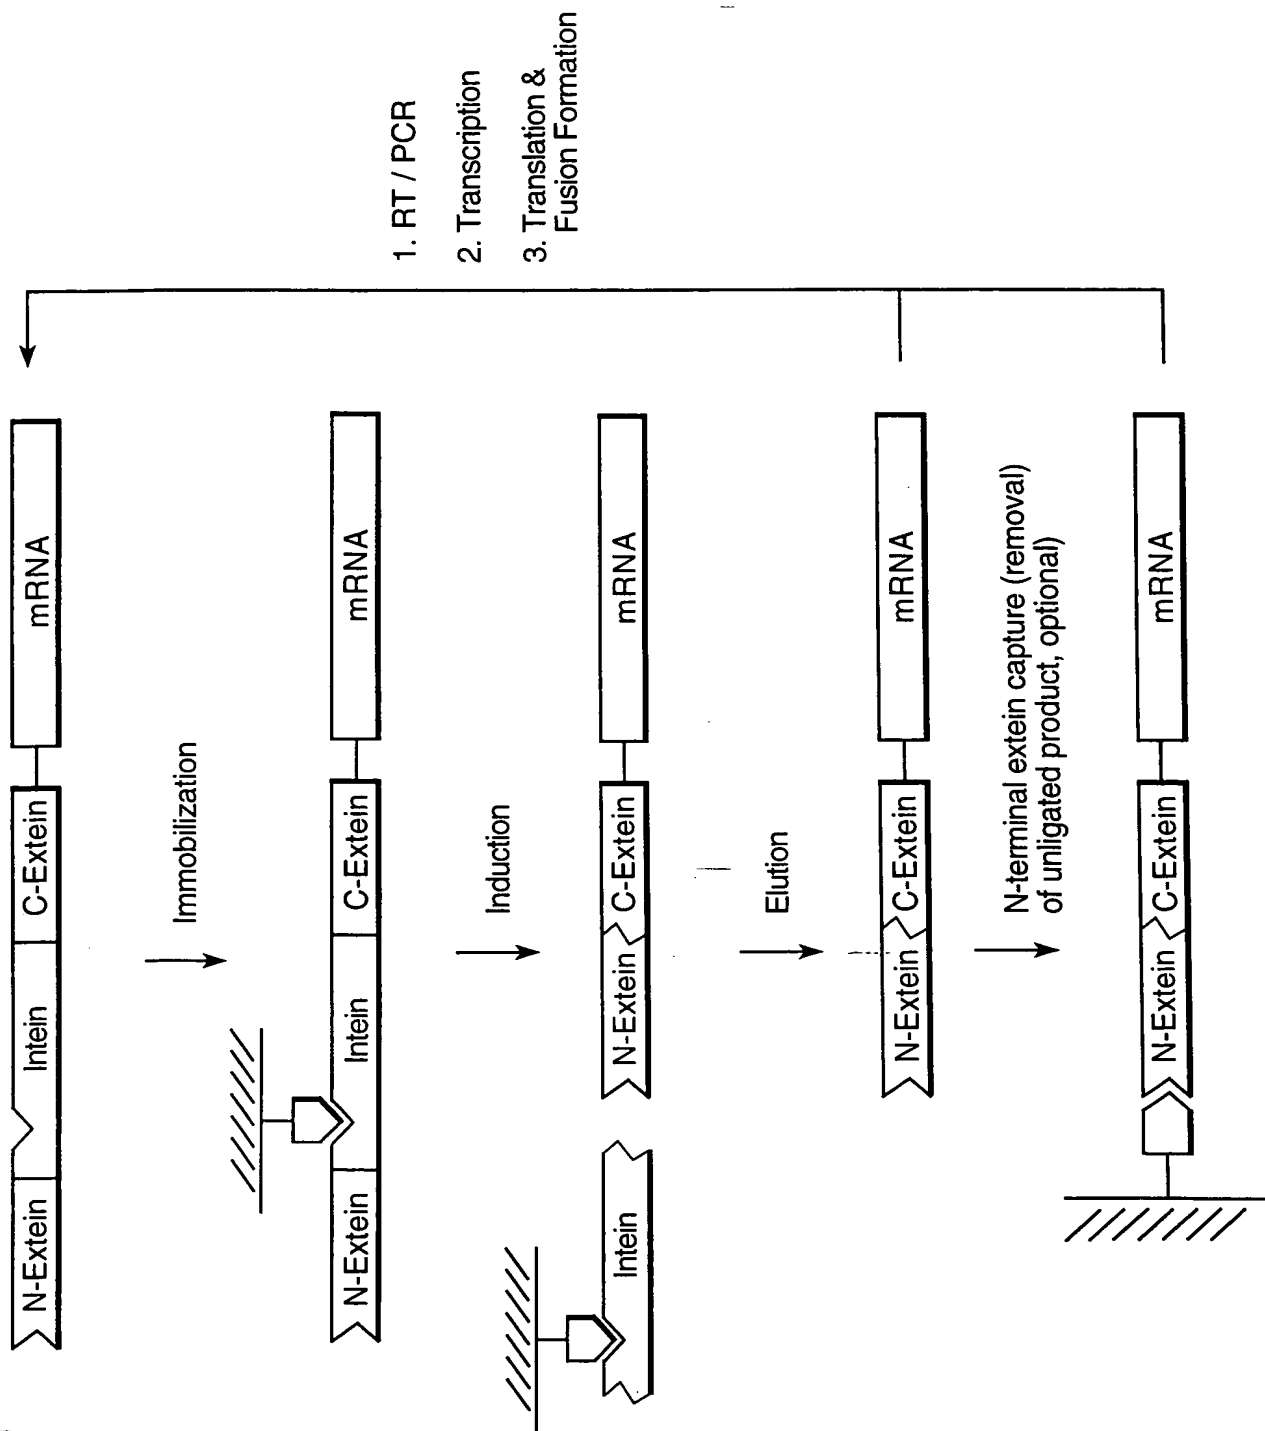 N-Extein
Intein
C-Extein
mRNA
Immobilization
N-Extein
Intein
C-Extein
mRNA
Induction
Intein
N-Extein
C-Extein
mRNA
Elution
N-Extein
C-Extein
mRNA
N-terminal extein capture (removal)
of unligated product, optional)
N-Extein
C-Extein
mRNA
1. RT / PCR
2. Transcription
3. Translation &
Fusion Formation